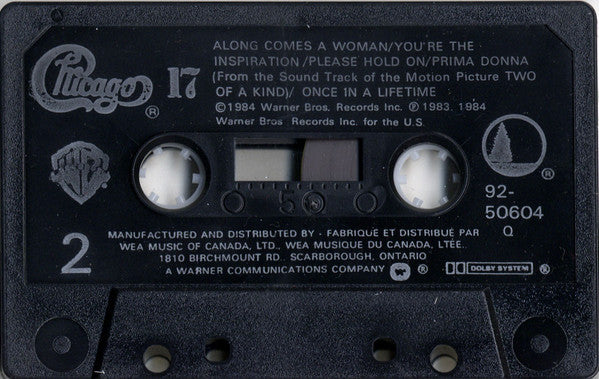 Chicago ® 17
ALONG COMES A WOMAN/YOU'RE THE
INSPIRATION/PLEASE HOLD ON/PRIMA DONNA
(From the Sound Track of the Motion Picture TWO
OF A KIND)/ ONCE IN A LIFETIME
©1984 Warner Bros. Records Inc. ℗ 1983, 1984
Warner Bros. Records Inc. for the U.S.
WB
®
®
92-
50604
Q
2
MANUFACTURED AND DISTRIBUTED BY - FABRIQUÉ ET DISTRIBUÉ PAR
WEA MUSIC OF CANADA, LTD., WEA MUSIQUE DU CANADA, LTÉE.
1810 BIRCHMOUNT RD., SCARBOROUGH, ONTARIO
A WARNER COMMUNICATIONS COMPANY ®
DOLBY SYSTEM ®